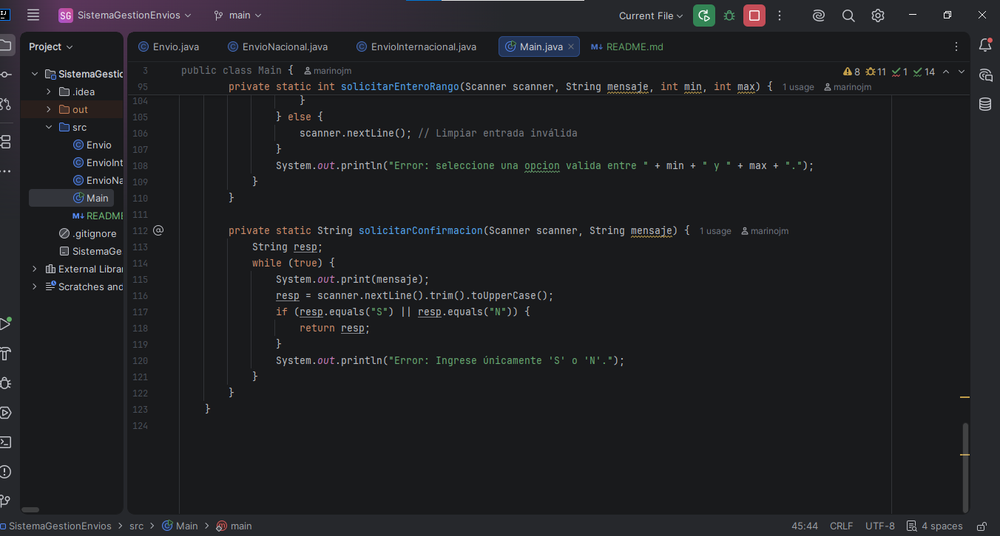 SG SistemaGestionEnvios main Current File
Project
Envio.java EnvioNacional.java EnvioInternacional.java Main.java README.md
SistemaGestic
.idea
out
src
Envio
EnvioInt
EnvioNa
Main
README
.gitignore
SistemaGe
External Librar
Scratches and
3 public class Main { marinojm 8 11 1 14
95 private static int solicitarEnteroRango(Scanner scanner, String mensaje, int min, int max) { 1 usage marinojm
104 }
105 } else {
106 scanner.nextLine(); // Limpiar entrada inválida
107 }
108 System.out.println("Error: seleccione una opcion valida entre " + min + " y " + max + ".");
109 }
110 }
111
112 private static String solicitarConfirmacion(Scanner scanner, String mensaje) { 1 usage marinojm
113 String resp;
114 while (true) {
115 System.out.print(mensaje);
116 resp = scanner.nextLine().trim().toUpperCase();
117 if (resp.equals("S") || resp.equals("N")) {
118 return resp;
119 }
120 System.out.println("Error: Ingrese únicamente 'S' o 'N'.");
121 }
122 }
123 }
124
SistemaGestionEnvios > src > Main > main 45:44 CRLF UTF-8 4 spaces